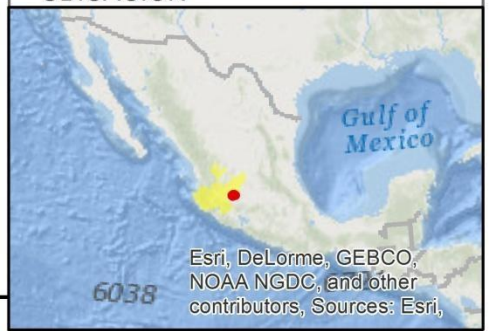 Gulf of
Mexico
Esri, DeLorme, GEBCO,
NOAA NGDC, and other
6038
contributors, Sources: Esri,